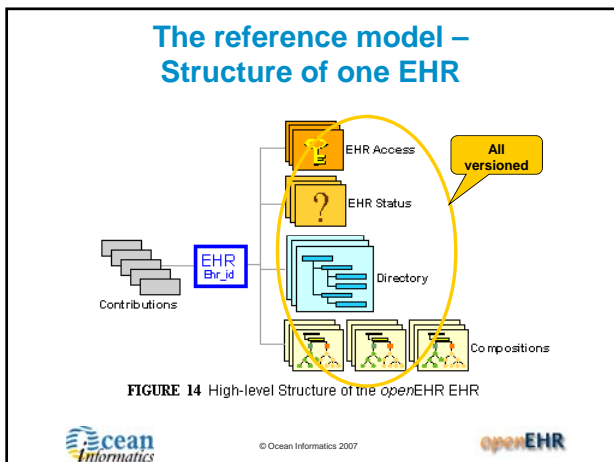 The reference model –
Structure of one EHR
EHR Access
All
versioned
EHR Status
EHR
Ehr_id
Contributions
Directory
Compositions
FIGURE 14 High-level Structure of the openEHR EHR
Ocean
Informatics
© Ocean Informatics 2007
openEHR